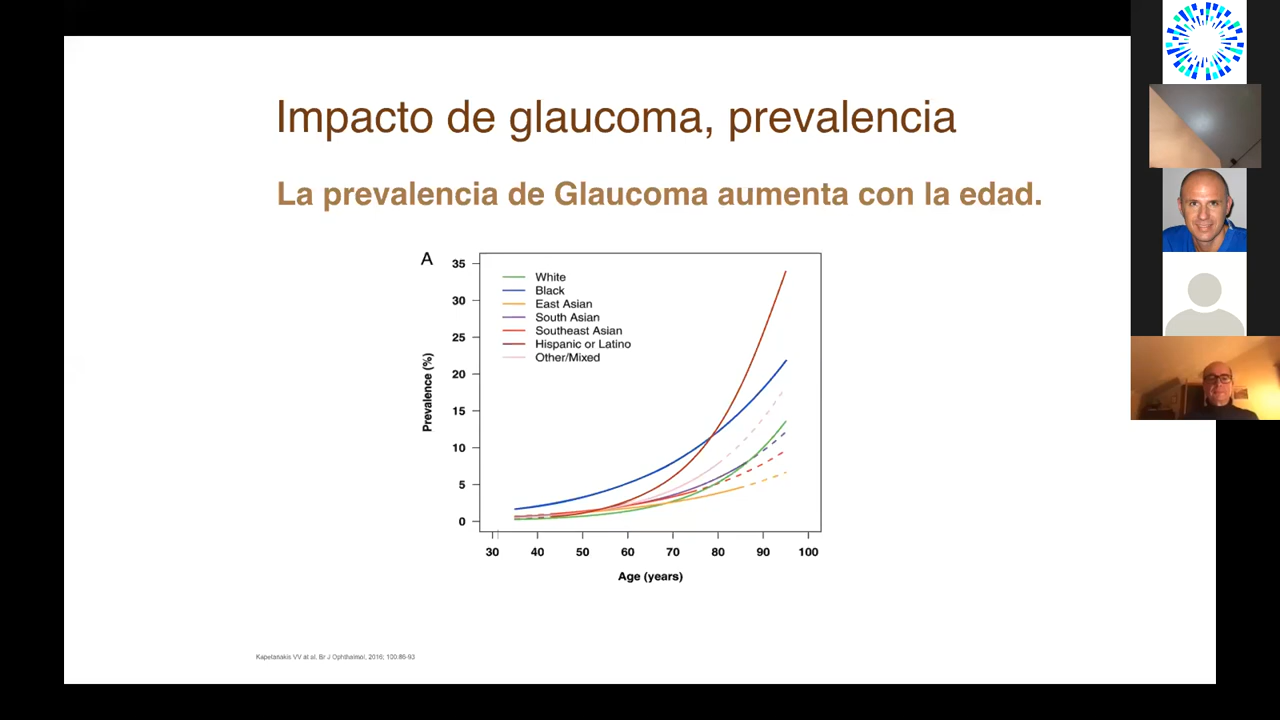 Impacto de glaucoma, prevalencia
La prevalencia de Glaucoma aumenta con la edad.
A
35
30
25
20
15
10
5
0
Prevalence (%)
White
Black
East Asian
South Asian
Southeast Asian
Hispanic or Latino
Other/Mixed
30 40 50 60 70 80 90 100
Age (years)
Kapetanakis VV at al, Br J Ophthalmol, 2016; 100:86-93